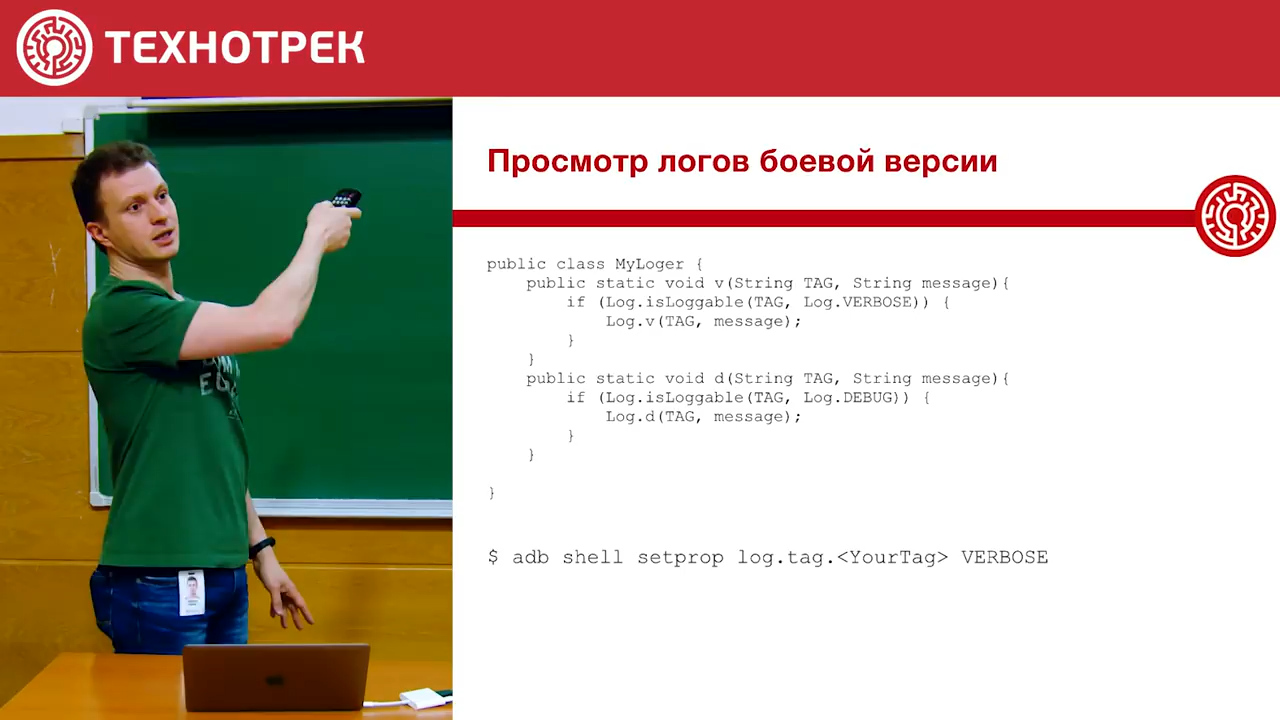 ТЕХНОТРЕК
Просмотр логов боевой версии
public class MyLoger {
    public static void v(String TAG, String message){
        if (Log.isLoggable(TAG, Log.VERBOSE)) {
            Log.v(TAG, message);
        }
    }
    public static void d(String TAG, String message){
        if (Log.isLoggable(TAG, Log.DEBUG)) {
            Log.d(TAG, message);
        }
    }
}
$ adb shell setprop log.tag.<YourTag> VERBOSE